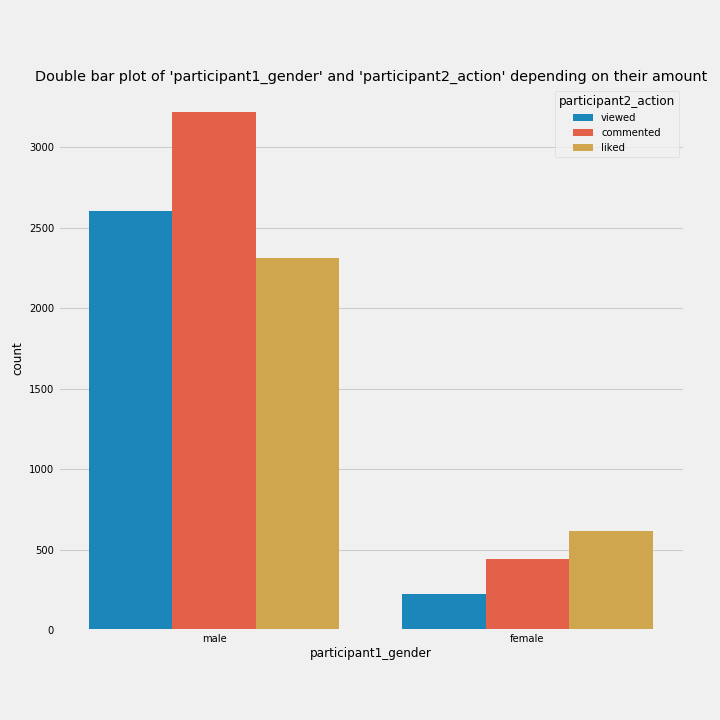 Double bar plot of 'participant1_gender' and 'participant2_action' depending on their amount
participant2_action
viewed
commented
liked
3000
2500
2000
1500
1000
500
0
count
male
female
participant1_gender